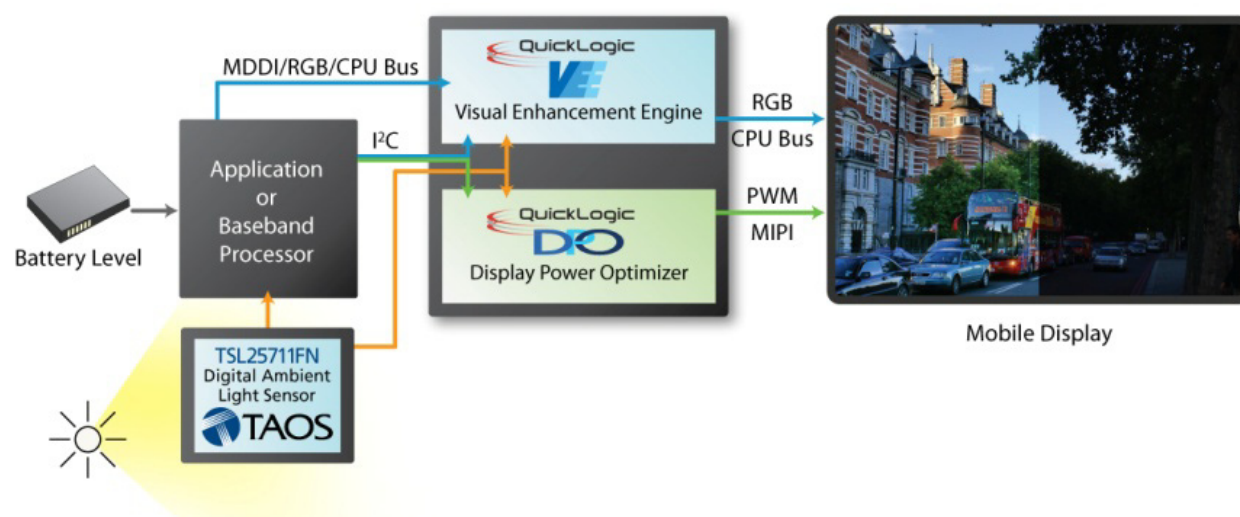 MDDI/RGB/CPU Bus
QuickLogic
VEE
Visual Enhancement Engine
RGB
CPU Bus
I²C
Application
or
Baseband
Processor
Battery Level
QuickLogic
DPO
Display Power Optimizer
PWM
MIPI
Mobile Display
TSL25711FN
Digital Ambient
Light Sensor
TAOS